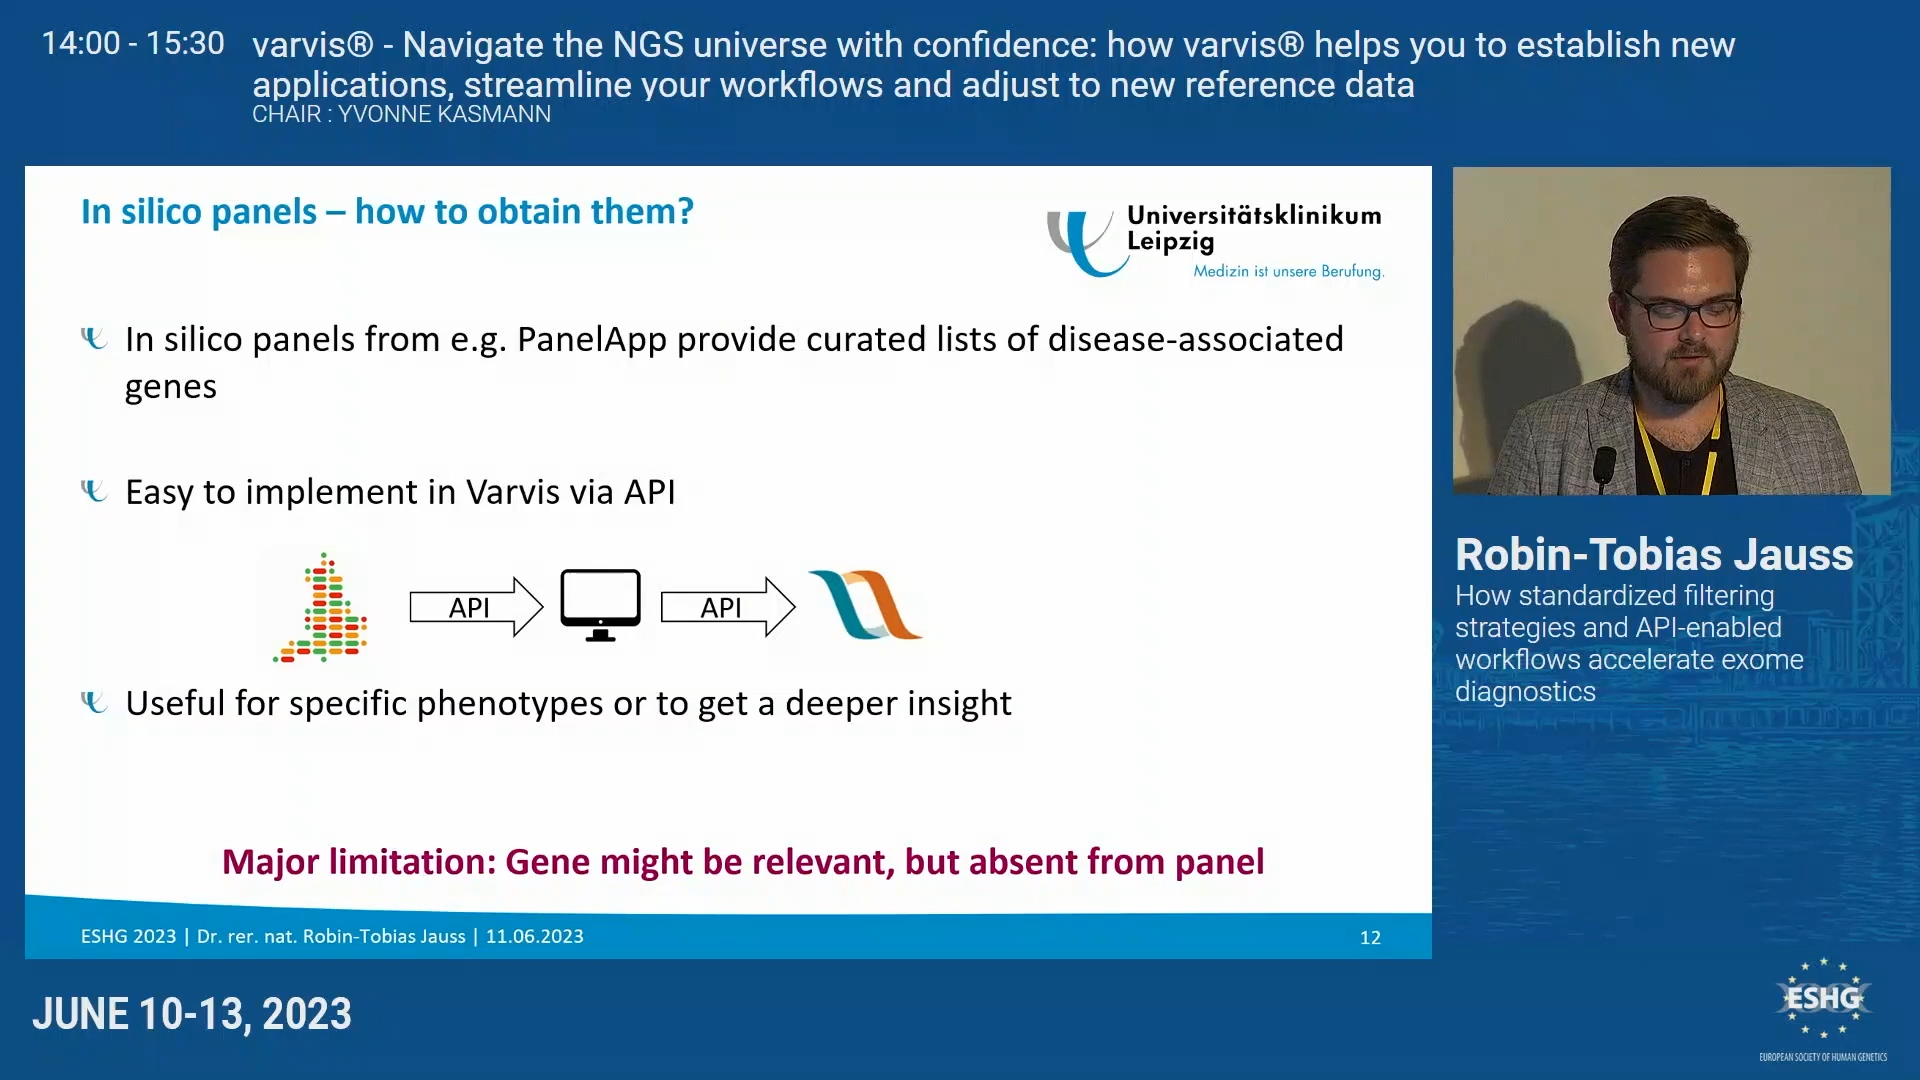 14:00 - 15:30
varvis® - Navigate the NGS universe with confidence: how varvis® helps you to establish new
applications, streamline your workflows and adjust to new reference data
CHAIR : YVONNE KASMANN
In silico panels – how to obtain them?
Universitätsklinikum
Leipzig
Medizin ist unsere Berufung.
In silico panels from e.g. PanelApp provide curated lists of disease-associated
genes
Easy to implement in Varvis via API
API
API
Useful for specific phenotypes or to get a deeper insight
Major limitation: Gene might be relevant, but absent from panel
ESHG 2023 | Dr. rer. nat. Robin-Tobias Jauss | 11.06.2023
12
Robin-Tobias Jauss
How standardized filtering
strategies and API-enabled
workflows accelerate exome
diagnostics
JUNE 10-13, 2023
ESHG
EUROPEAN SOCIETY OF HUMAN GENETICS